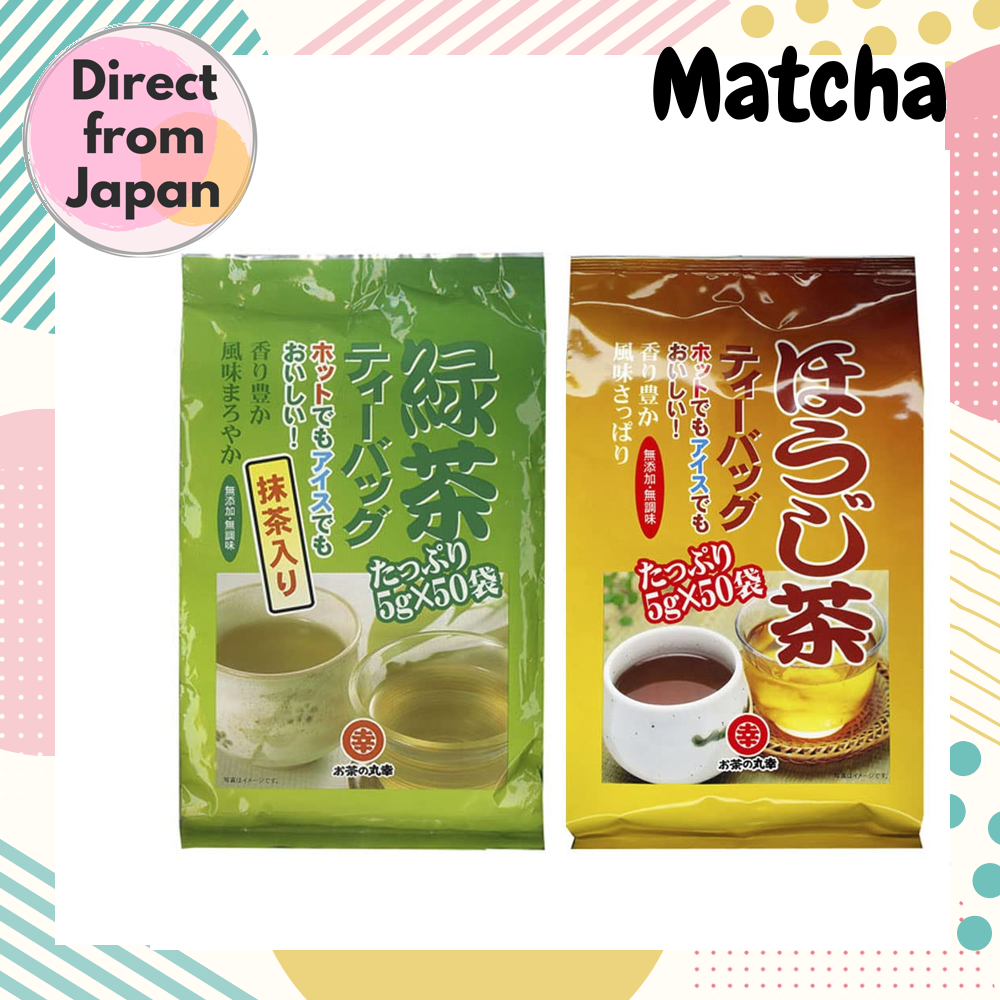 Direct
from
Japan
Matcha
緑茶
ティーバッグ
ホットでもアイスでも
おいしい!
香り豊か
風味まろやか
無添加・無調味
抹茶入り
たっぷり
5g×50袋
幸
お茶の丸幸
写真はイメージです。
ほうじ茶
ティーバッグ
ホットでもアイスでも
おいしい!
香り豊か
風味さっぱり
無添加・無調味
たっぷり
5g×50袋
幸
お茶の丸幸
写真はイメージです。